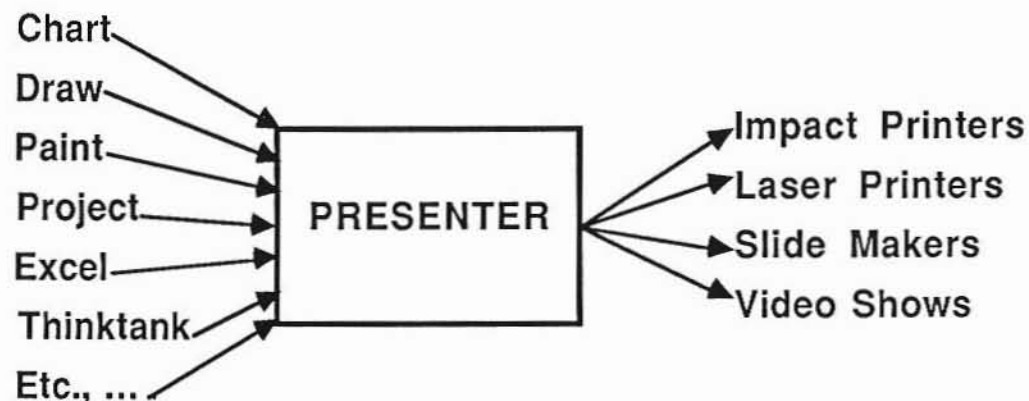 Chart
Draw
Paint
Project
Excel
Thinktank
Etc., ...
PRESENTER
Impact Printers
Laser Printers
Slide Makers
Video Shows